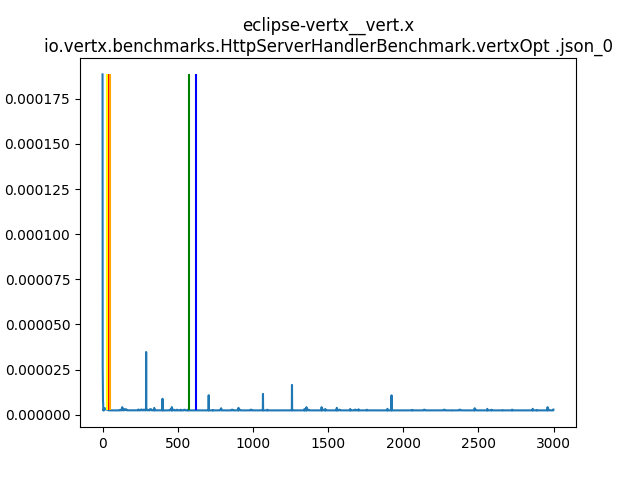 eclipse-vertx__vert.x
io.vertx.benchmarks.HttpServerHandlerBenchmark.vertxOpt .json_0
0.000175
0.000150
0.000125
0.000100
0.000075
0.000050
0.000025
0.000000
0 500 1000 1500 2000 2500 3000